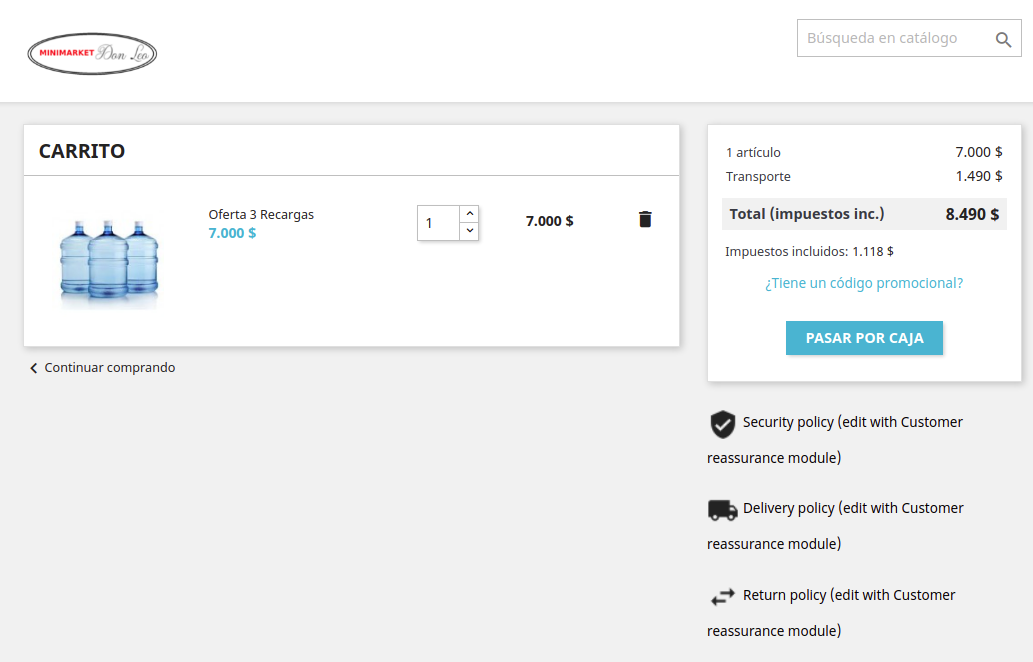 MINIMARKET Don Leo
Búsqueda en catálogo
CARRITO
Oferta 3 Recargas
7.000 $
1
7.000 $
Continuar comprando
1 artículo 7.000 $
Transporte 1.490 $
Total (impuestos inc.) 8.490 $
Impuestos incluidos: 1.118 $
¿Tiene un código promocional?
PASAR POR CAJA
Security policy (edit with Customer
reassurance module)
Delivery policy (edit with Customer
reassurance module)
Return policy (edit with Customer
reassurance module)